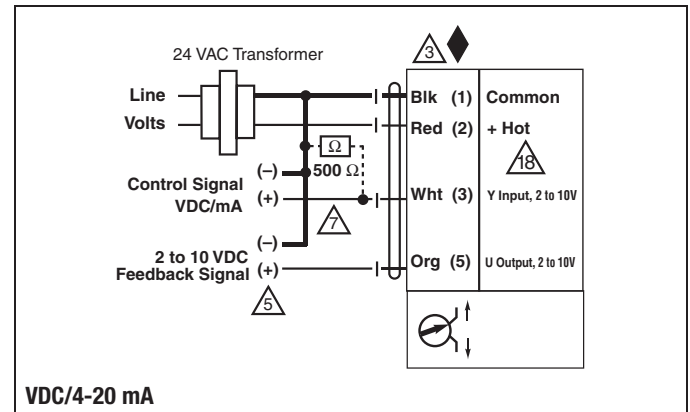 24 VAC Transformer
3
Line
Blk (1) Common
Volts
Red (2) + Hot
Ω
18
500 Ω
(–)
Control Signal
VDC/mA
(+)
Wht (3) Y Input, 2 to 10V
7
(–)
2 to 10 VDC
Feedback Signal (+)
Org (5) U Output, 2 to 10V
5
VDC/4-20 mA